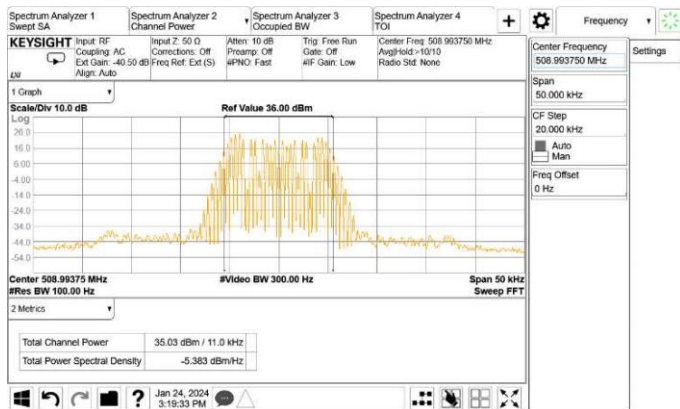 Spectrum Analyzer 1
Swept SA
Spectrum Analyzer 2
Channel Power
Spectrum Analyzer 3
Occupied BW
Spectrum Analyzer 4
TOI
+
Frequency
KEYSIGHT
Input: RF
Coupling: AC
Ext Gain: -40.50 dB
Align: Auto
Input Z: 50 Ω
Corrections: Off
Freq Ref: Ext (S)
Atten: 10 dB
Preamp: Off
#PNO: Fast
Trig: Free Run
Gate: Off
#IF Gain: Low
Center Freq: 508.993750 MHz
Avg|Hold:>10/10
Radio Std: None
LXI
1 Graph
Scale/Div 10.0 dB
Ref Value 36.00 dBm
Log
26.0
16.0
6.00
-4.00
-14.0
-24.0
-34.0
-44.0
-54.0
Center 508.99375 MHz
#Video BW 300.00 Hz
Span 50 kHz
#Res BW 100.00 Hz
Sweep FFT
2 Metrics
Total Channel Power 35.03 dBm / 11.0 kHz
Total Power Spectral Density -5.383 dBm/Hz
Center Frequency
508.993750 MHz
Span
50.000 kHz
CF Step
20.000 kHz
Auto
Man
Freq Offset
0 Hz
Settings
?
Jan 24, 2024
3:19:33 PM